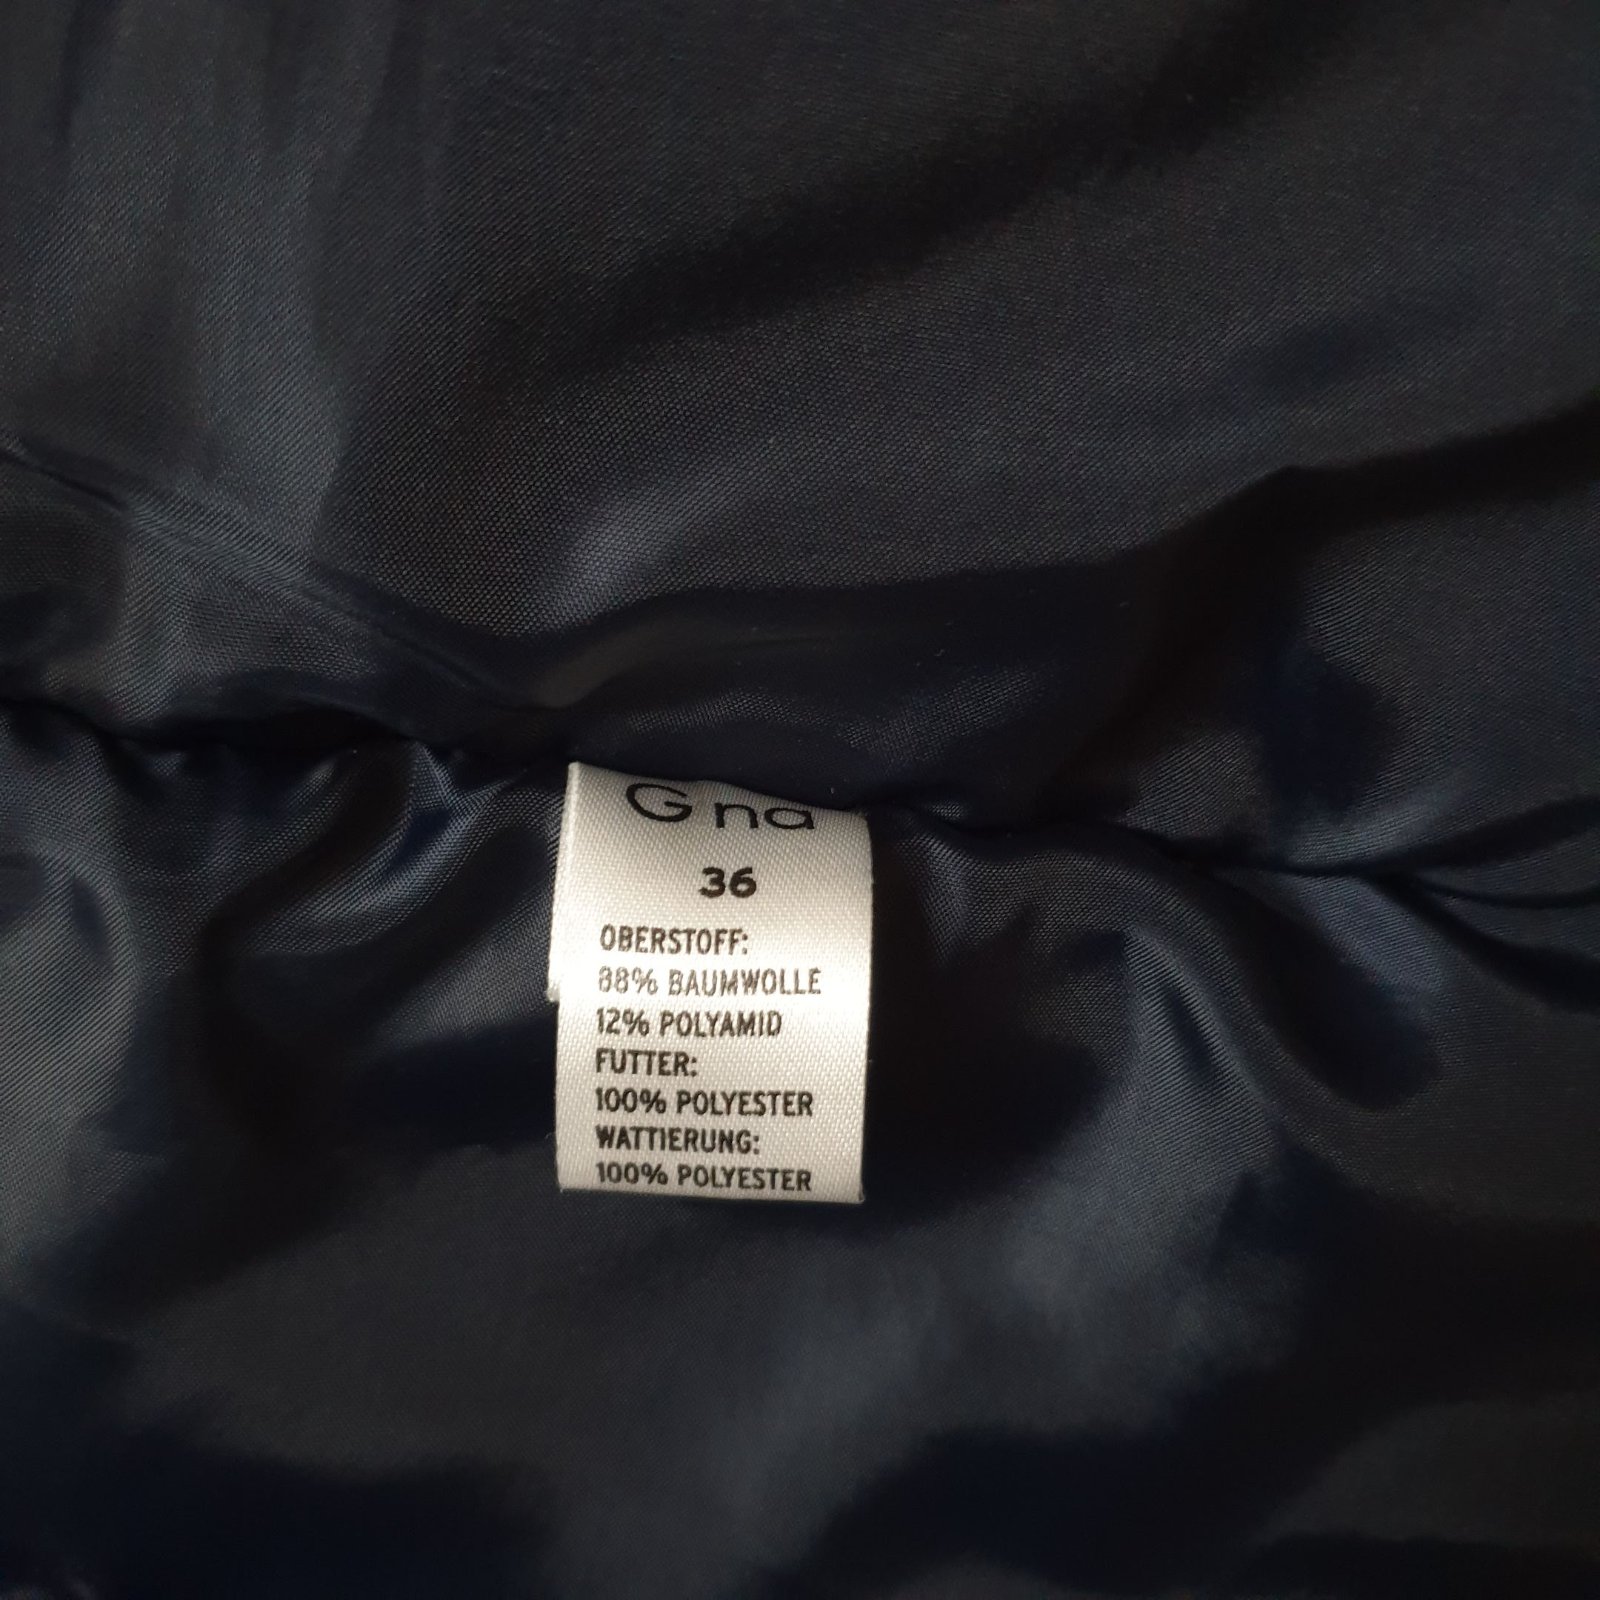 G na
36
OBERSTOFF:
88% BAUMWOLLE
12% POLYAMID
FUTTER:
100% POLYESTER
WATTIERUNG:
100% POLYESTER